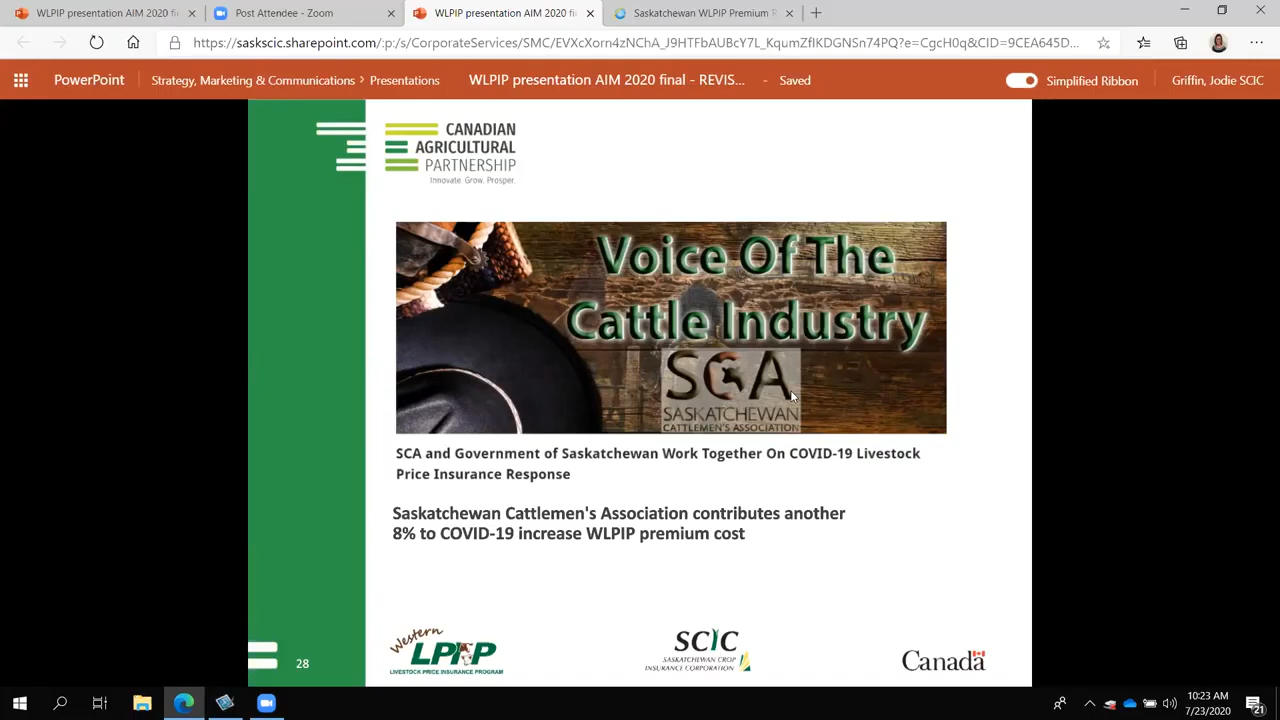 WLPIP presentation AIM 2020 fi
Post Attendee - Zoom
WLPIP presentation AIM 2020 fi
Saskatchewan WLPIP Premium R
https://saskscic.sharepoint.com/:p:/s/CorporateServices/SMC/EVXcXorn4zNChA_J9HTFbAUBcY7L_KqumZfIKDGNSn74PQ?e=CgcH0q&CID=9CEA645D...
PowerPoint
Strategy, Marketing & Communications > Presentations
WLPIP presentation AIM 2020 final - REVIS... - Saved
Simplified Ribbon
Griffin, Jodie SCIC
CANADIAN
AGRICULTURAL
PARTNERSHIP
Innovate. Grow. Prosper.
Voice Of The
Cattle Industry
SCA
SASKATCHEWAN
CATTLEMEN'S ASSOCIATION
SCA and Government of Saskatchewan Work Together On COVID-19 Livestock
Price Insurance Response
Saskatchewan Cattlemen's Association contributes another
8% to COVID-19 increase WLPIP premium cost
28
Western
LPIP
LIVESTOCK PRICE INSURANCE PROGRAM
SCIC
SASKATCHEWAN CROP
INSURANCE CORPORATION
Canada
10:23 AM
7/23/2020
21